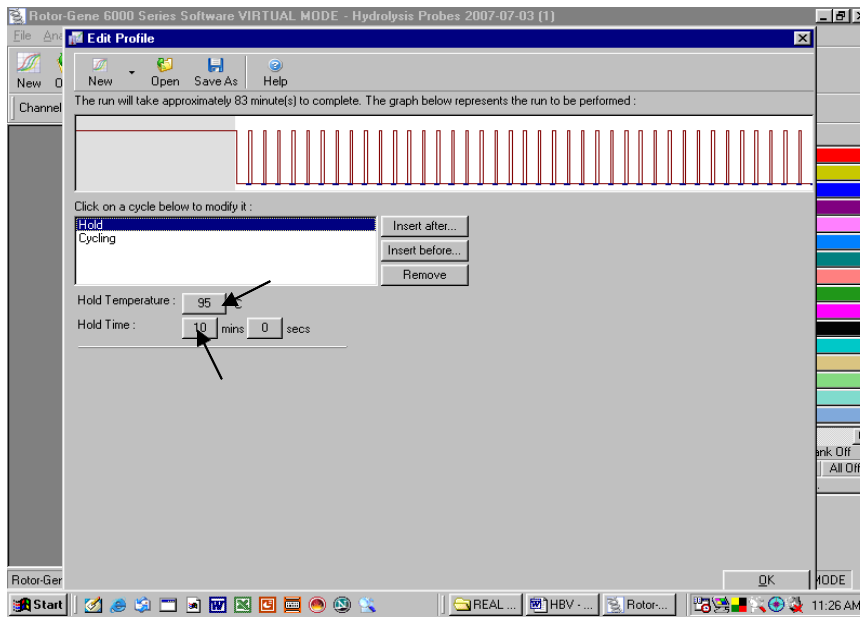 Rotor-Gene 6000 Series Software VIRTUAL MODE - Hydrolysis Probes 2007-07-03 (1)
File
Edit Profile
New
New
Open
Save As
Help
Channel
The run will take approximately 83 minute(s) to complete. The graph below represents the run to be performed :
Click on a cycle below to modify it :
Hold
Cycling
Insert after...
Insert before...
Remove
Hold Temperature :
95
Hold Time :
10
mins
0
secs
All Off
OK
Rotor-Ger
MODE
Start
REAL ...
HBV - ...
Rotor-...
11:26 AM